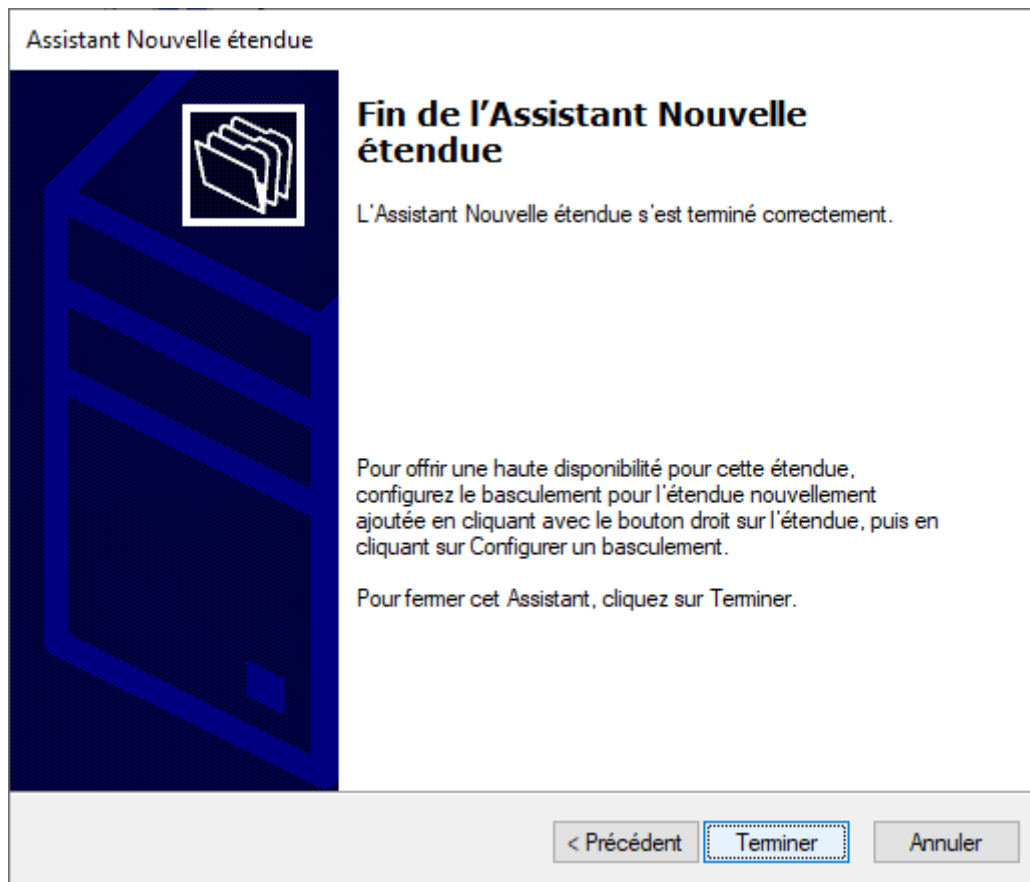 Assistant Nouvelle étendue
Fin de l’Assistant Nouvelle
étendue
L’Assistant Nouvelle étendue s’est terminé correctement.
Pour offrir une haute disponibilité pour cette étendue,
configurez le basculement pour l’étendue nouvellement
ajoutée en cliquant avec le bouton droit sur l’étendue, puis en
cliquant sur Configurer un basculement.
Pour fermer cet Assistant, cliquez sur Terminer.
< Précédent
Terminer
Annuler